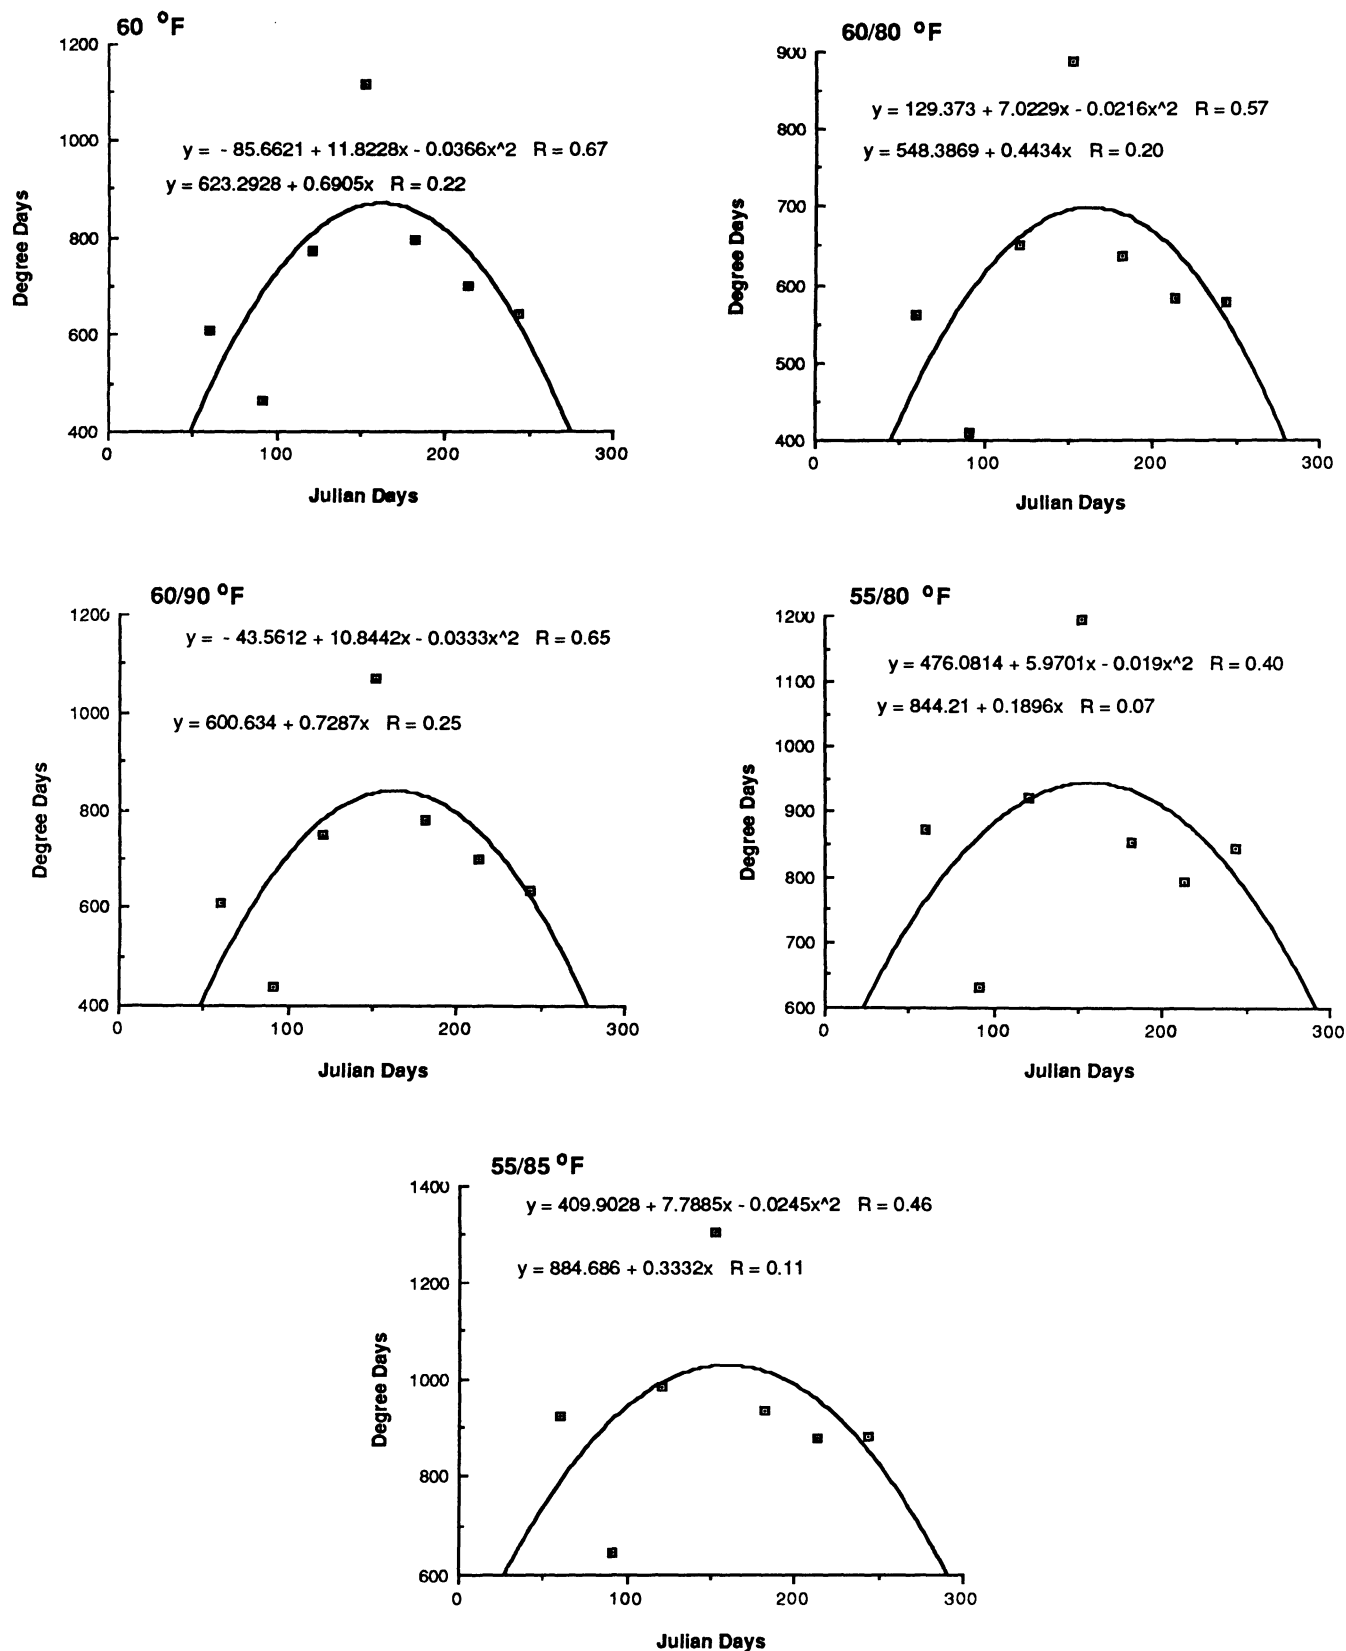 60 °F
1200
y = - 85.6621 + 11.8228x - 0.0366x^2 R = 0.67
1000
y = 623.2928 + 0.6905x R = 0.22
Degree Days
800
600
400
0 100 200 300
Julian Days
60/80 °F
900
y = 129.373 + 7.0229x - 0.0216x^2 R = 0.57
800
y = 548.3869 + 0.4434x R = 0.20
700
Degree Days
600
500
400
0 100 200 300
Julian Days
60/90 °F
1200
y = - 43.5612 + 10.8442x - 0.0333x^2 R = 0.65
1000
y = 600.634 + 0.7287x R = 0.25
Degree Days
800
600
400
0 100 200 300
Julian Days
55/80 °F
1200
y = 476.0814 + 5.9701x - 0.019x^2 R = 0.40
1100
y = 844.21 + 0.1896x R = 0.07
1000
Degree Days
900
800
700
600
0 100 200 300
Julian Days
55/85 °F
1400
y = 409.9028 + 7.7885x - 0.0245x^2 R = 0.46
y = 884.686 + 0.3332x R = 0.11
1200
Degree Days
1000
800
600
0 100 200 300
Julian Days